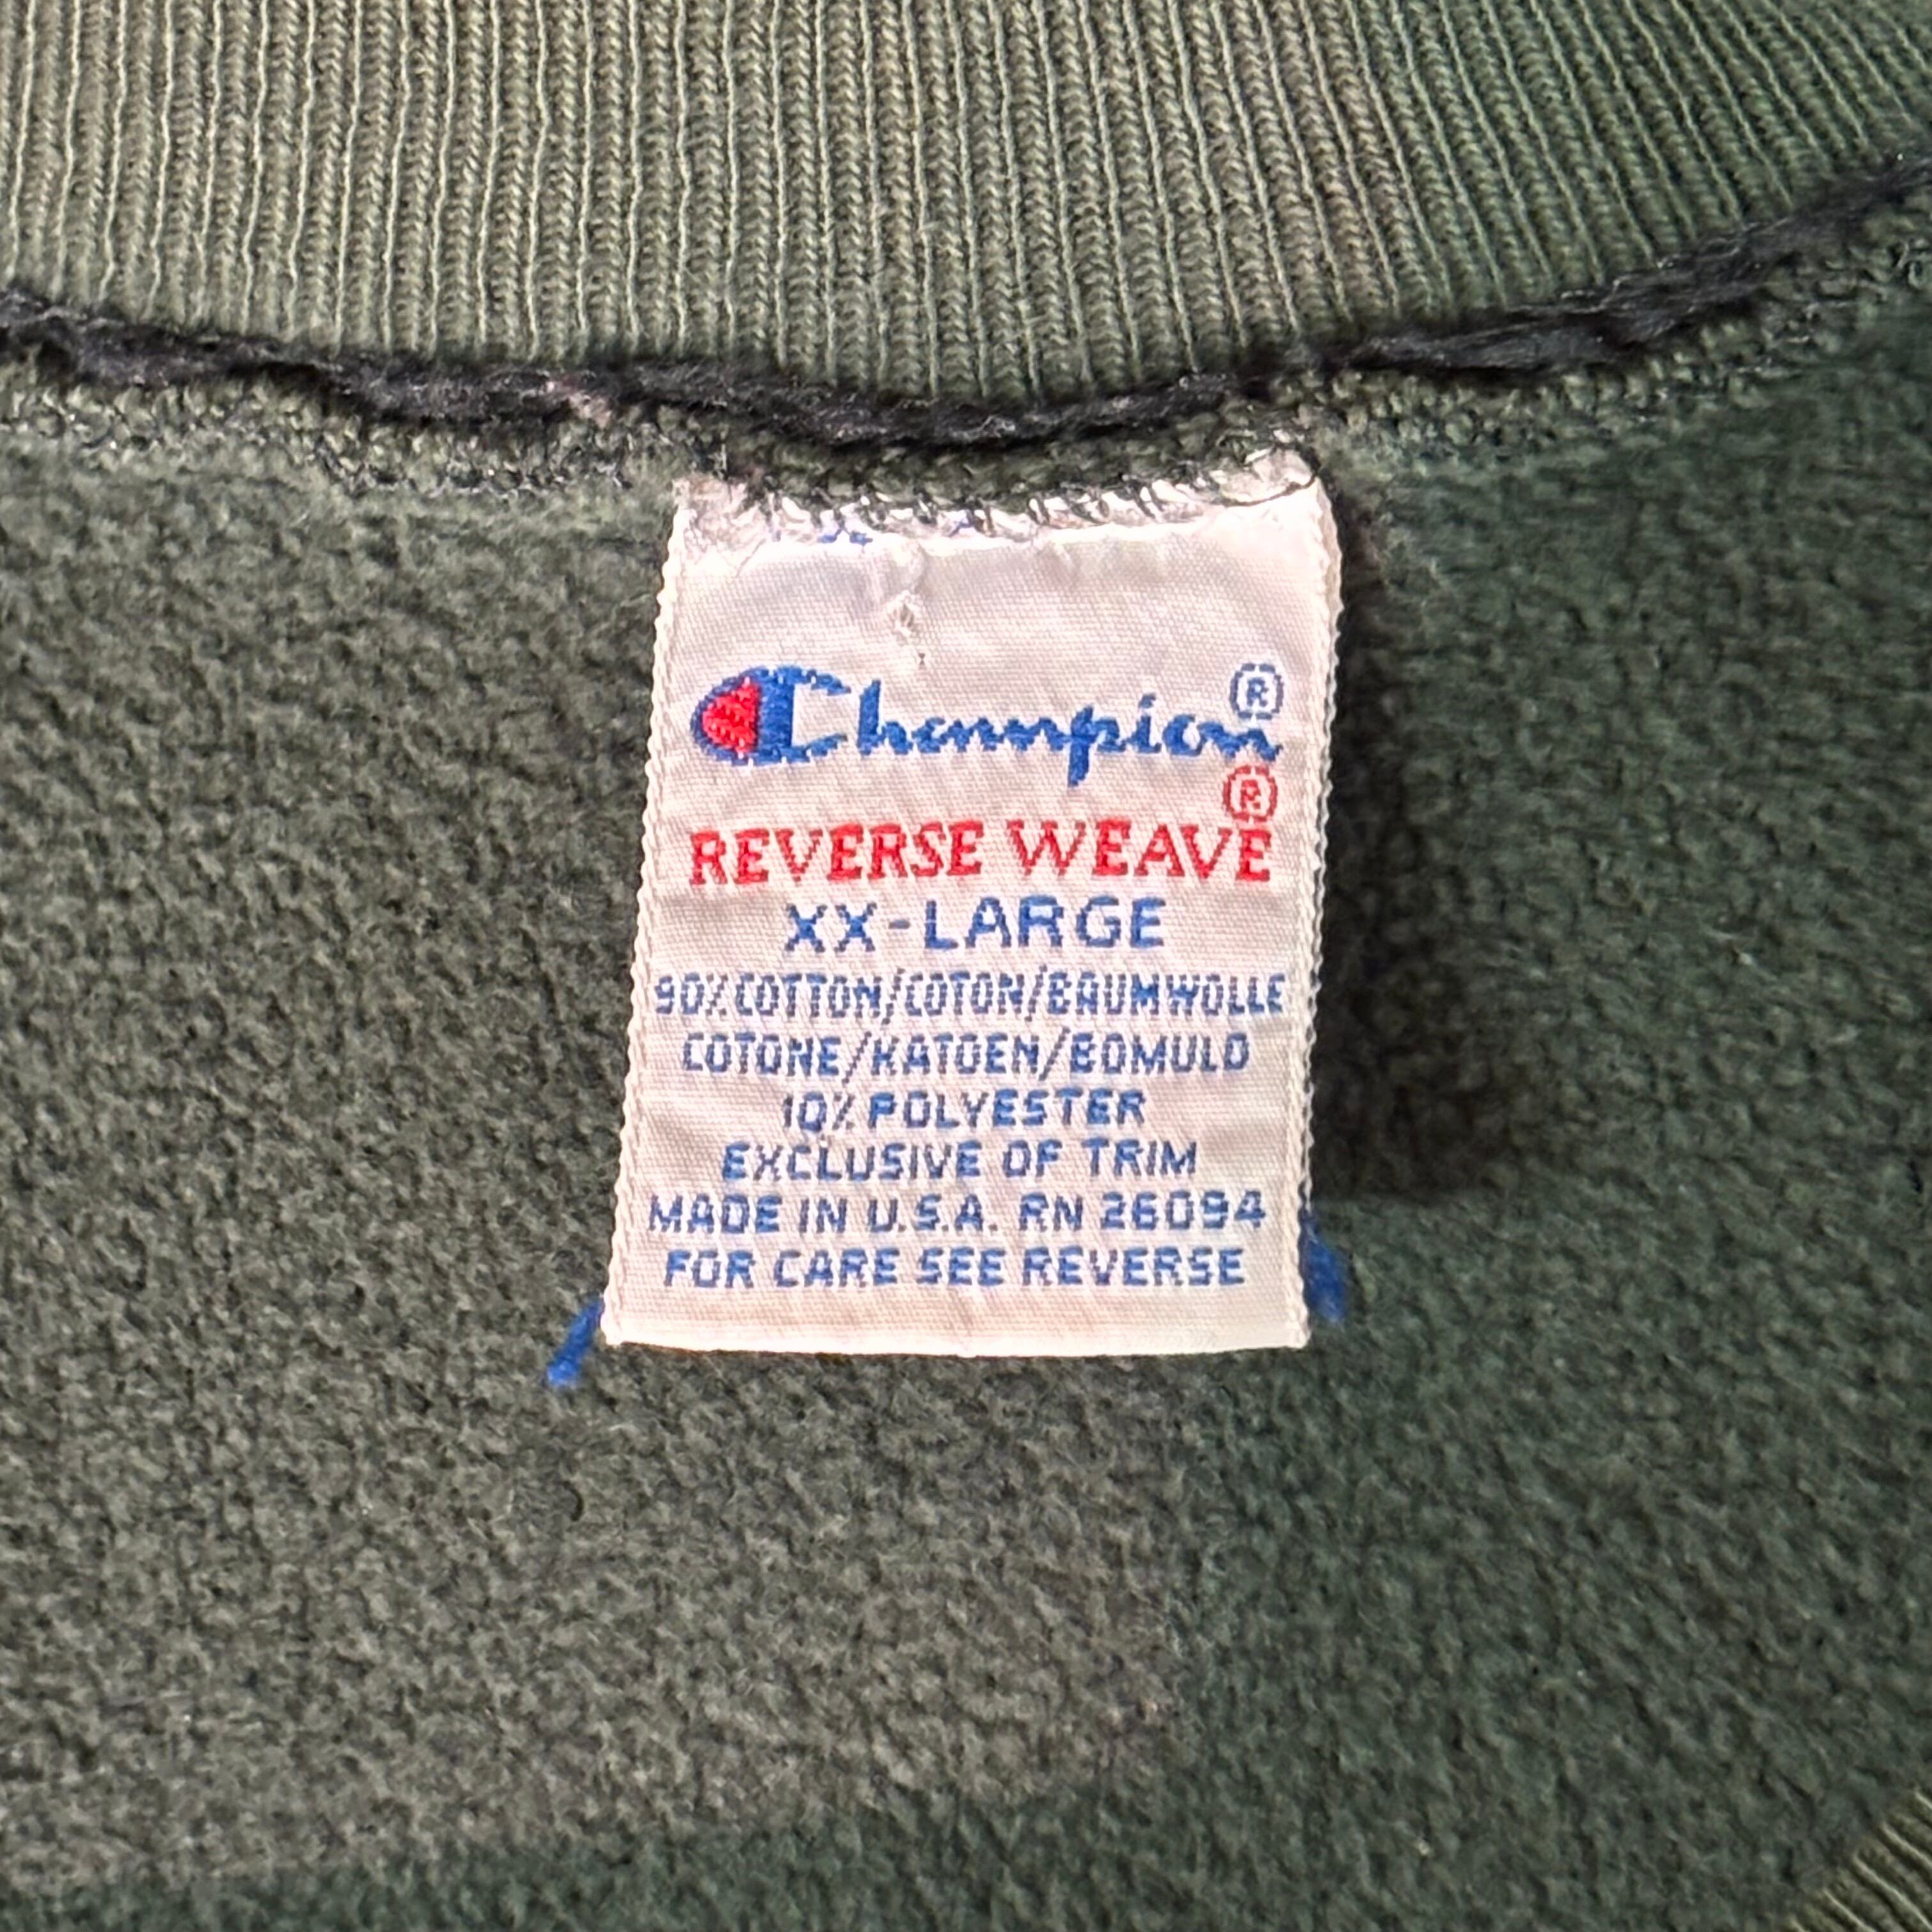 Champion®
®
REVERSE WEAVE
XX-LARGE
90% COTTON/COTON/BAUMWOLLE
COTONE/KATOEN/BOMULD
10% POLYESTER
EXCLUSIVE OF TRIM
MADE IN U.S.A. RN 26094
FOR CARE SEE REVERSE